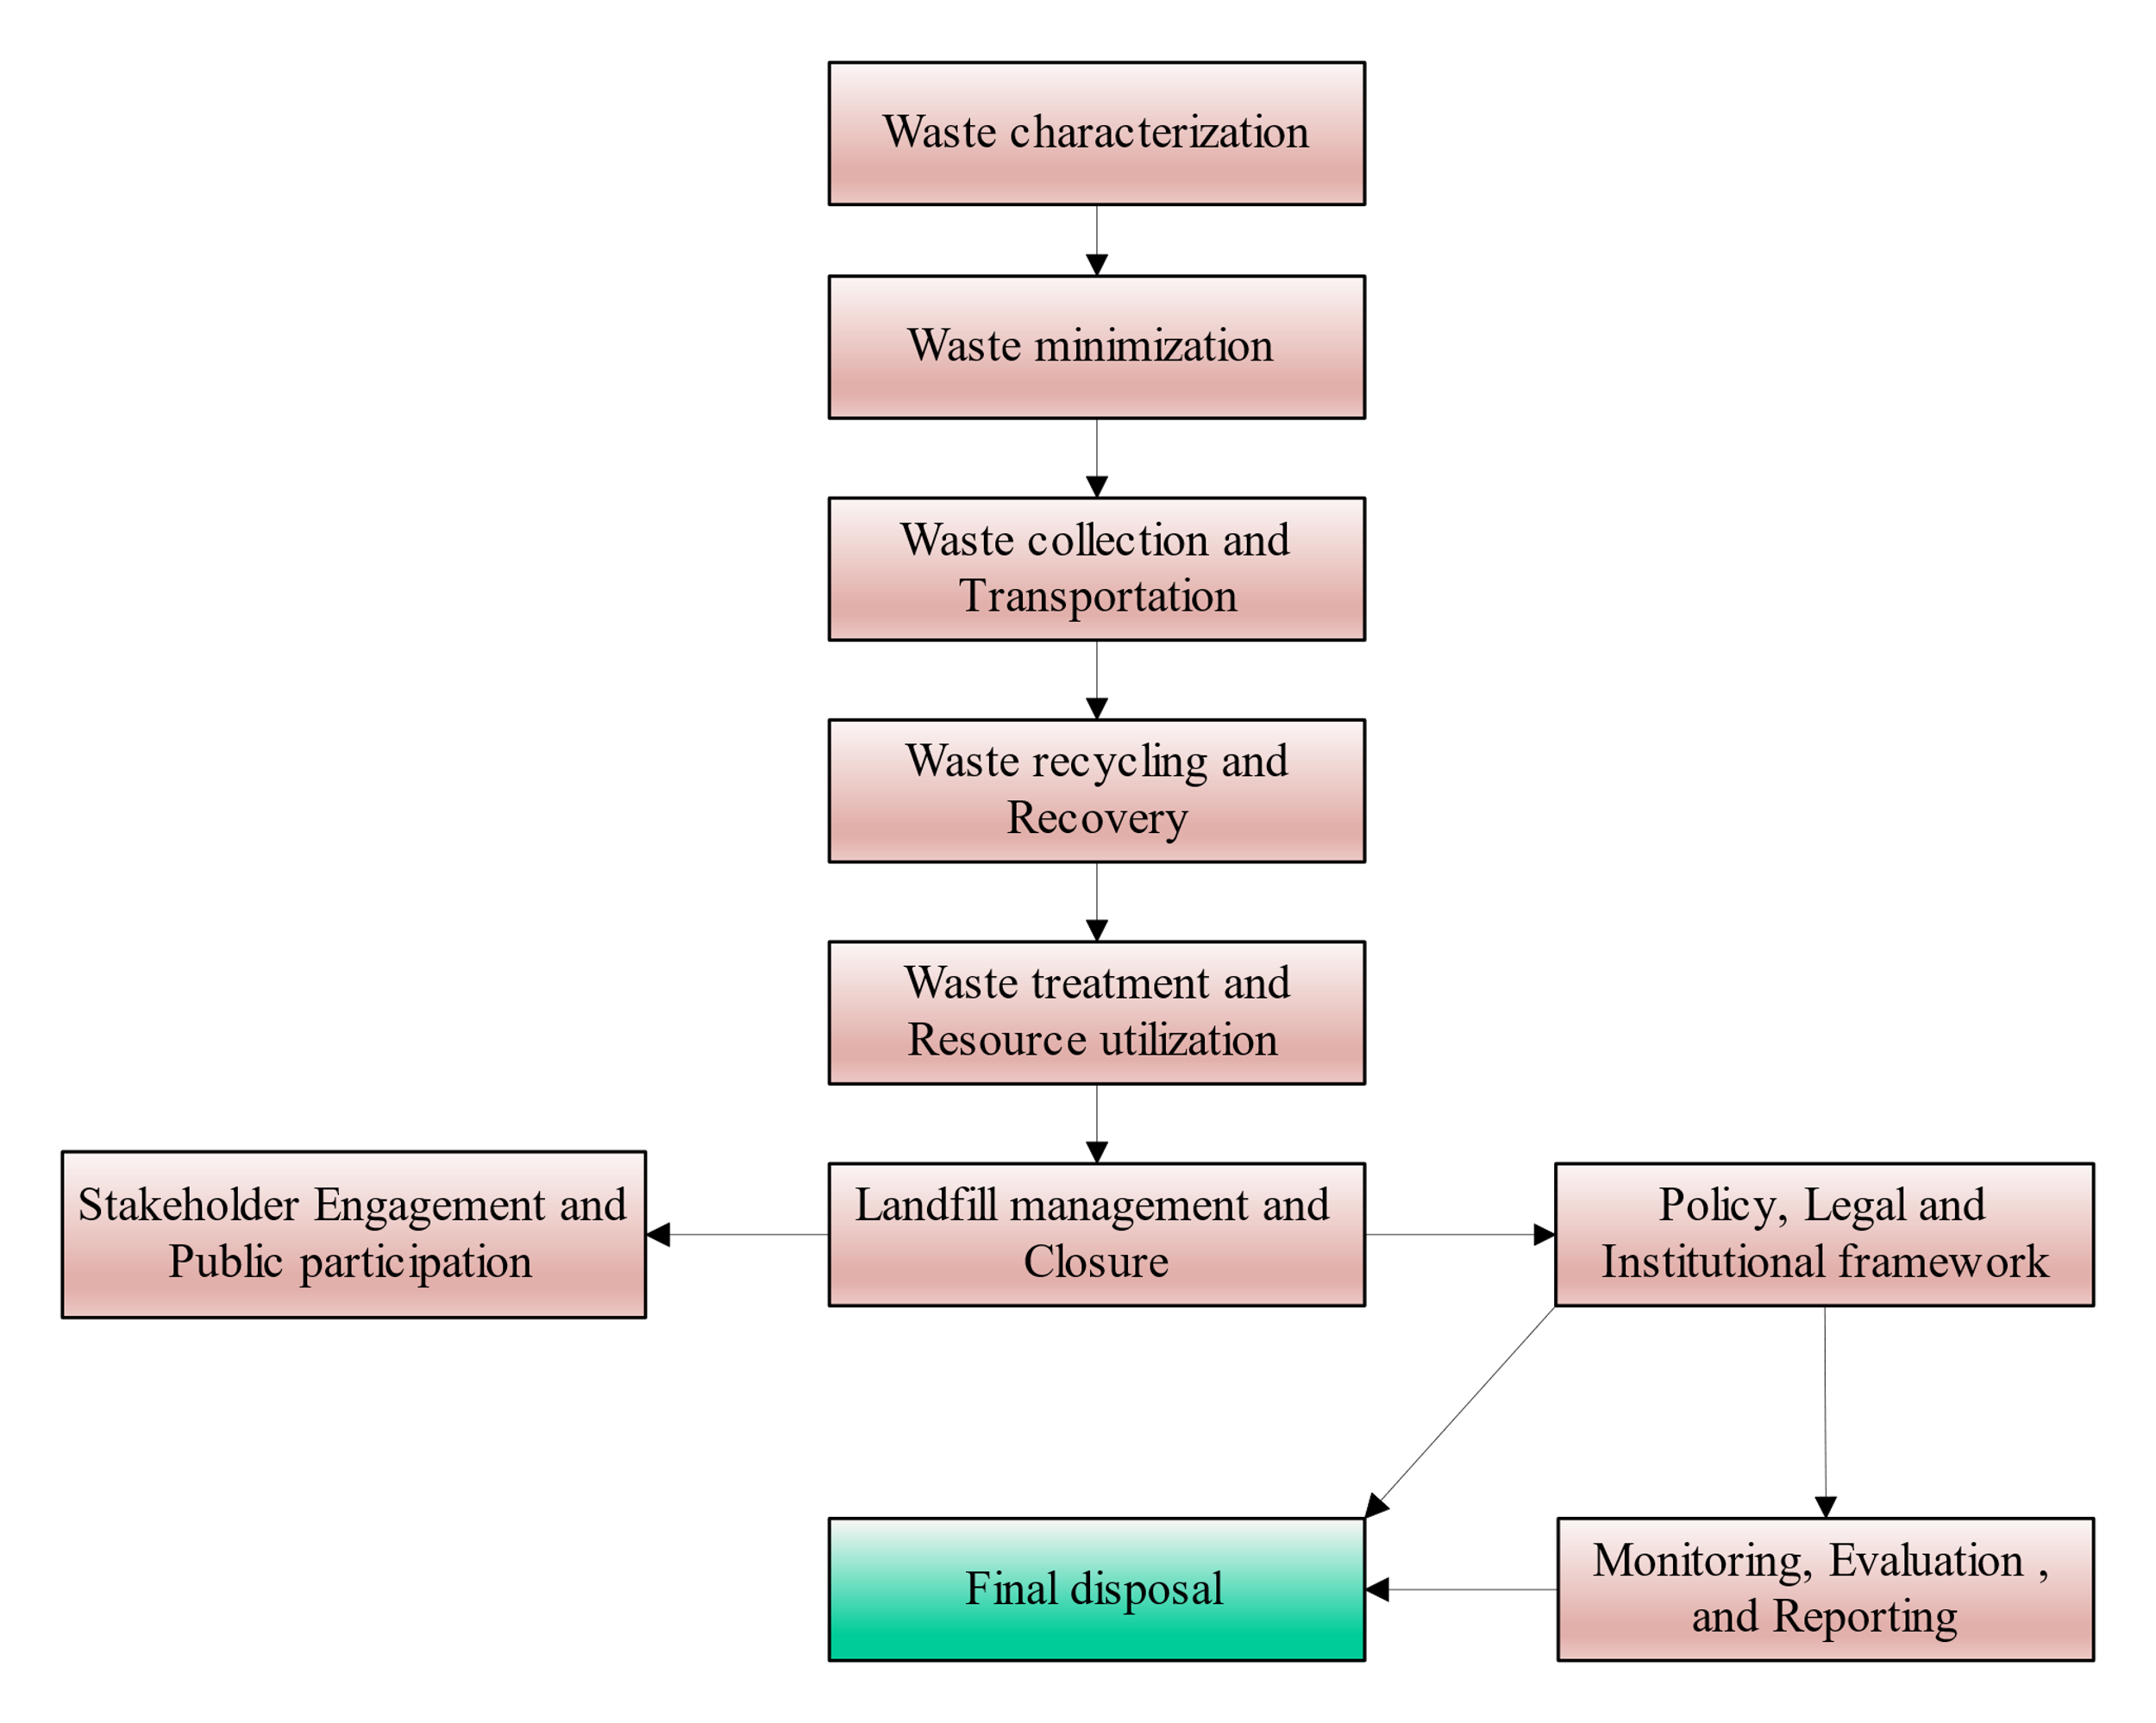 Waste characterization
Waste minimization
Waste collection and
Transportation
Waste recycling and
Recovery
Waste treatment and
Resource utilization
Stakeholder Engagement and
Public participation
Landfill management and
Closure
Policy, Legal and
Institutional framework
Final disposal
Monitoring, Evaluation ,
and Reporting